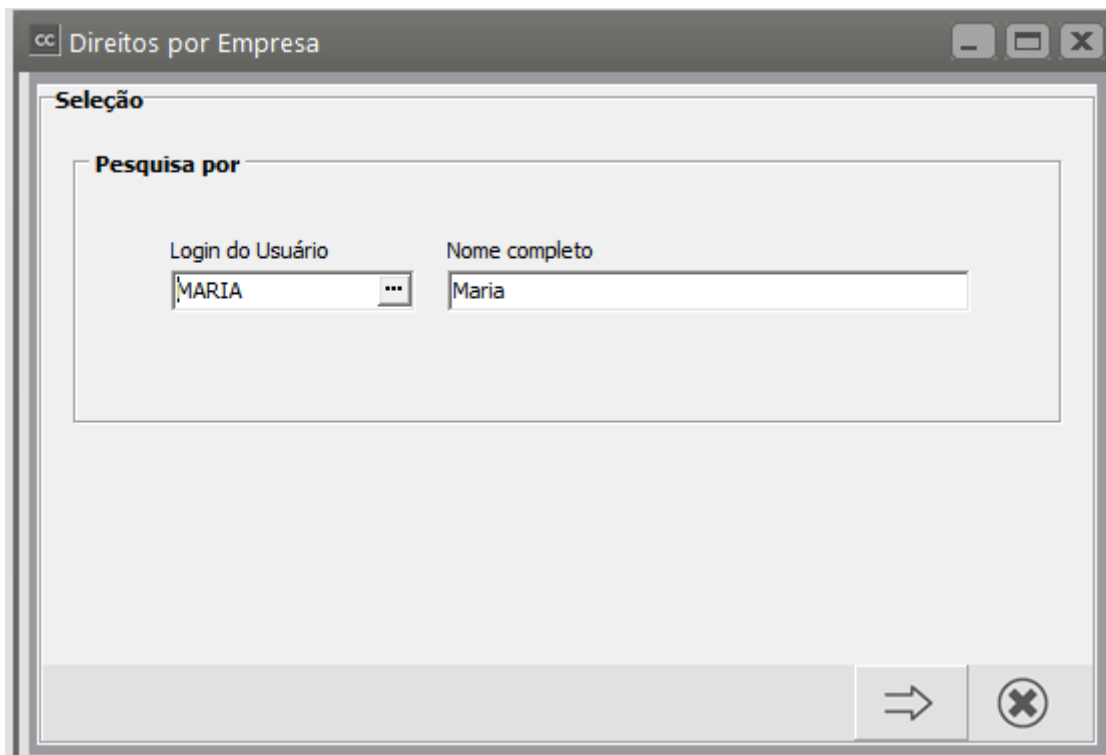 cc Direitos por Empresa
Seleção
Pesquisa por
Login do Usuário Nome completo
MARIA ... Maria